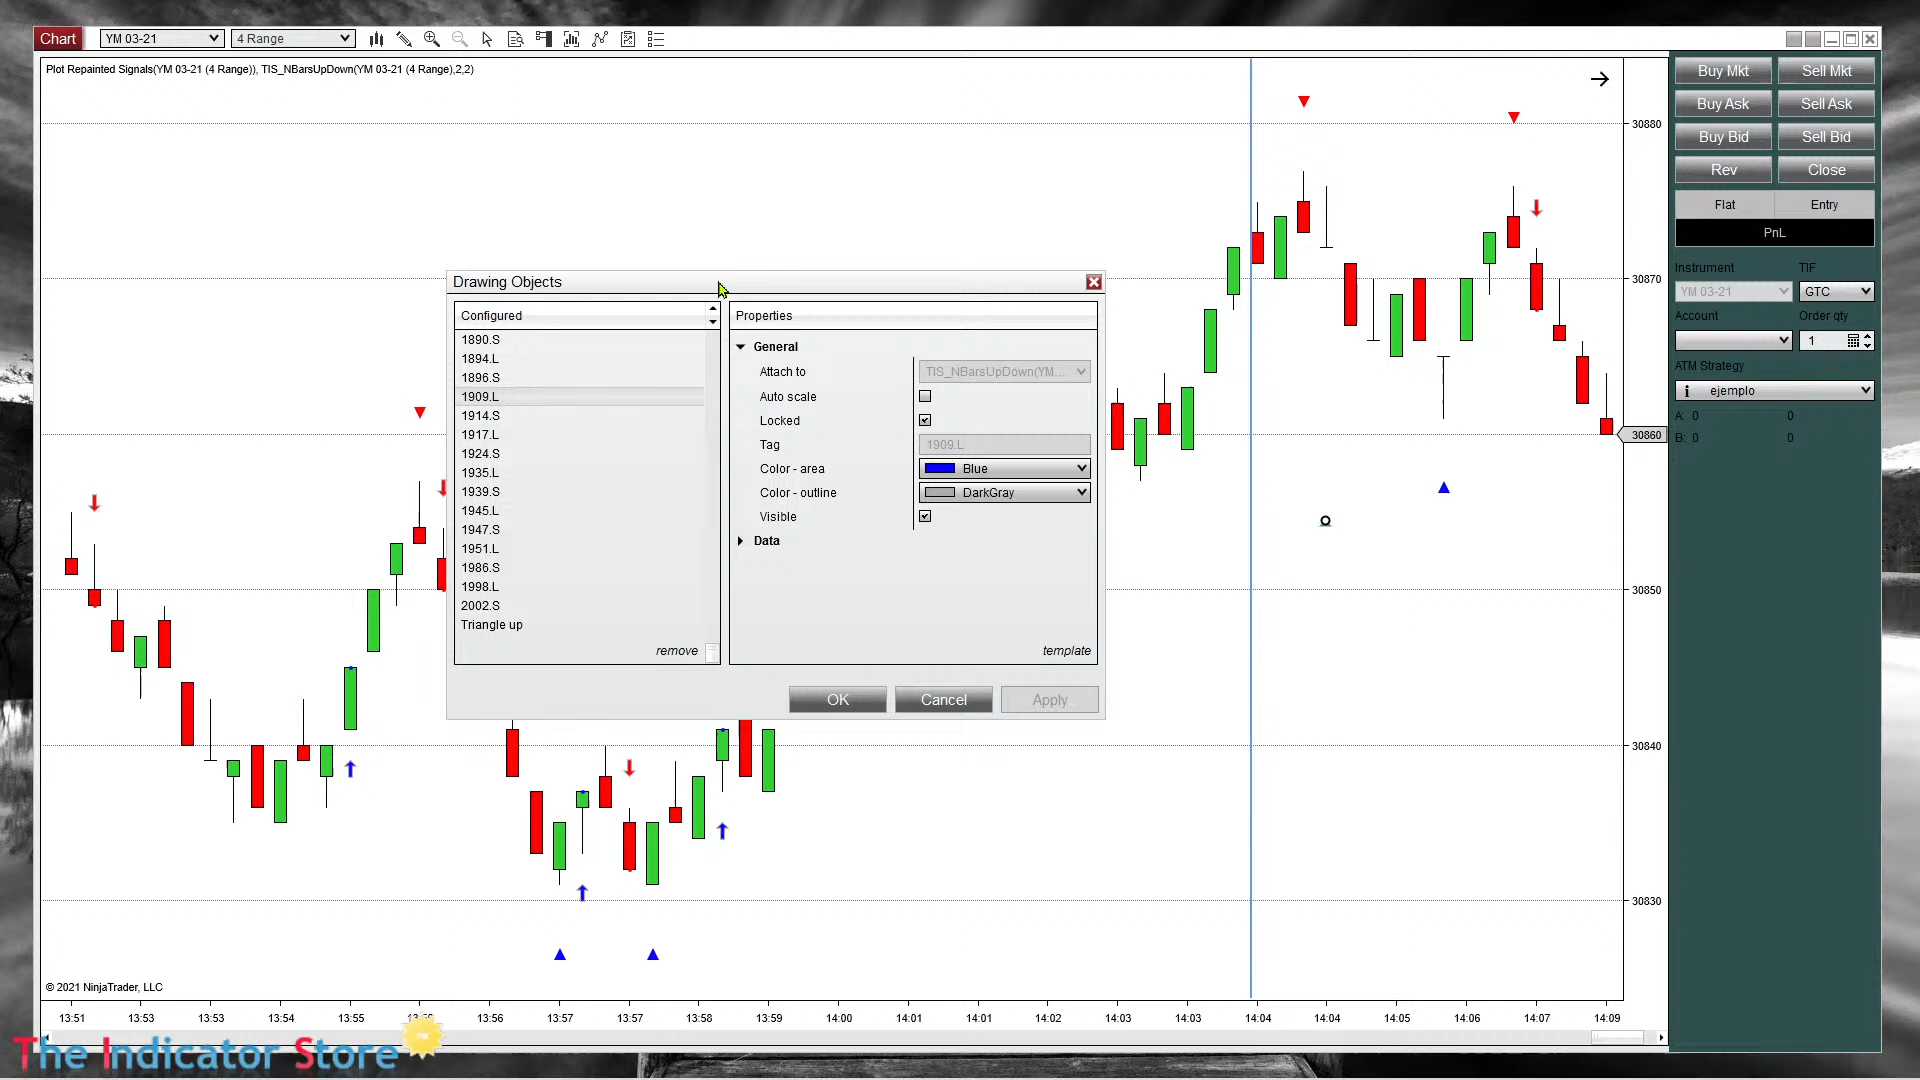 Chart
YM 03-21
4 Range
Plot Repainted Signals(YM 03-21 (4 Range)), TIS_NBarsUpDown(YM 03-21 (4 Range),2,2)
Drawing Objects
Configured
1890.S
1894.L
1896.S
1909.L
1914.S
1917.L
1924.S
1935.L
1939.S
1945.L
1947.S
1951.L
1986.S
1998.L
2002.S
Triangle up
remove
Properties
General
Attach to
TIS_NBarsUpDown(YM...
Auto scale
Locked
Tag
1909.L
Color - area
Blue
Color - outline
DarkGray
Visible
Data
template
OK
Cancel
Apply
30880
30870
30860
30850
30840
30830
© 2021 NinjaTrader, LLC
13:51 13:53 13:53 13:54 13:55 13:56 13:56 13:57 13:57 13:58 13:59 14:00 14:01 14:01 14:02 14:03 14:03 14:04 14:04 14:05 14:06 14:07 14:09
Buy Mkt
Sell Mkt
Buy Ask
Sell Ask
Buy Bid
Sell Bid
Rev
Close
Flat
Entry
PnL
Instrument
TIF
YM 03-21
GTC
Account
Order qty
1
ATM Strategy
i ejemplo
A: 0 0
B: 0 0
The Indicator Store